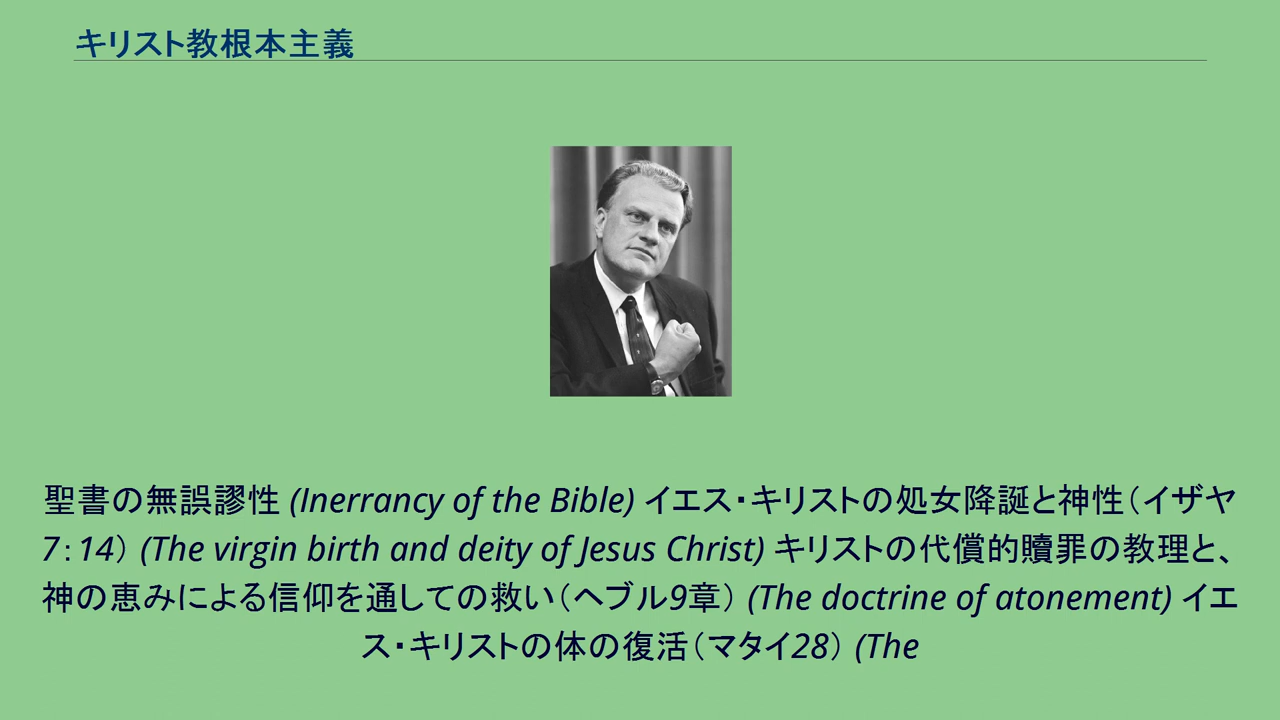 キリスト教根本主義
聖書の無誤謬性 (Inerrancy of the Bible) イエス・キリストの処女降誕と神性（イザヤ
7：14） (The virgin birth and deity of Jesus Christ) キリストの代償的贖罪の教理と、
神の恵みによる信仰を通しての救い（ヘブル9章） (The doctrine of atonement) イエ
ス・キリストの体の復活（マタイ28） (The